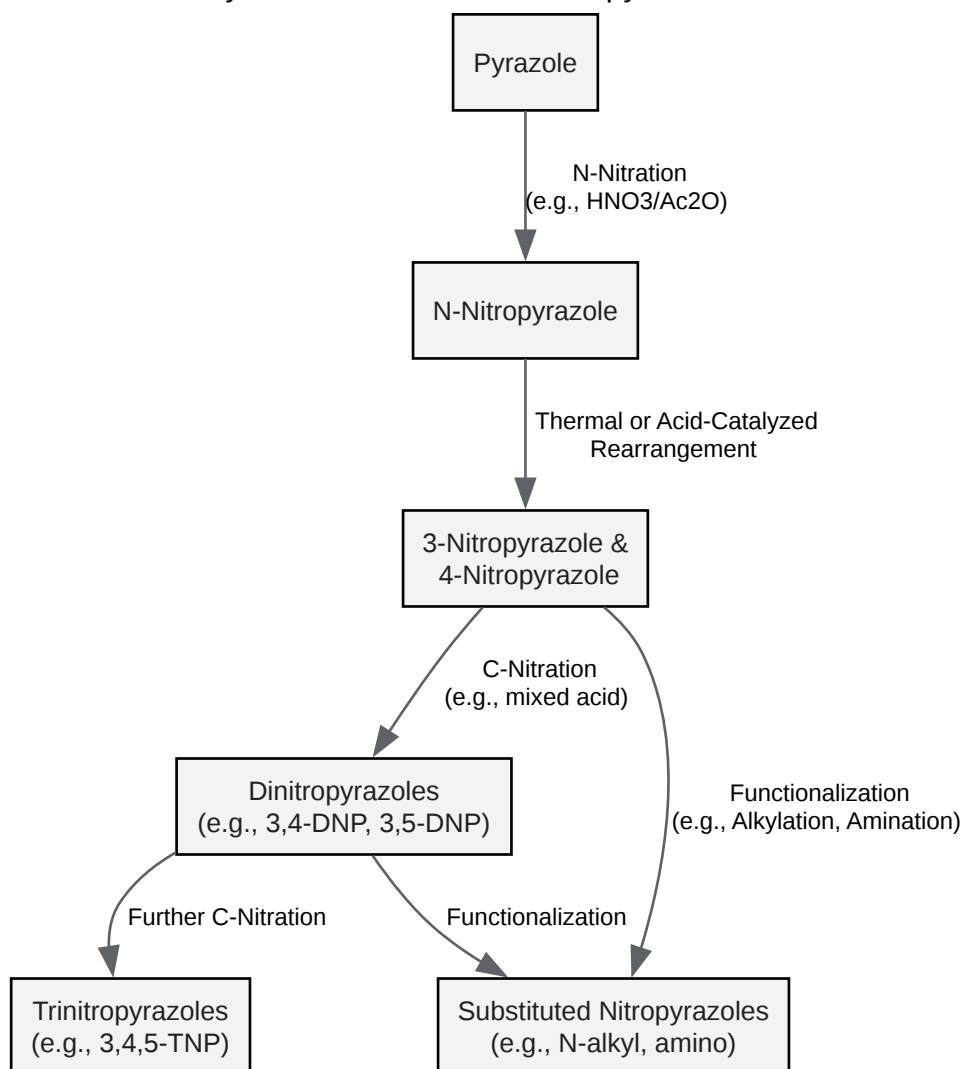 Pyrazole
N-Nitration
(e.g., HNO3/Ac2O)
N-Nitropyrazole
Thermal or Acid-Catalyzed
Rearrangement
3-Nitropyrazole &
4-Nitropyrazole
C-Nitration
(e.g., mixed acid)
Dinitropyrazoles
(e.g., 3,4-DNP, 3,5-DNP)
Functionalization
(e.g., Alkylation, Amination)
Further C-Nitration
Functionalization
Trinitropyrazoles
(e.g., 3,4,5-TNP)
Substituted Nitropyrazoles
(e.g., N-alkyl, amino)